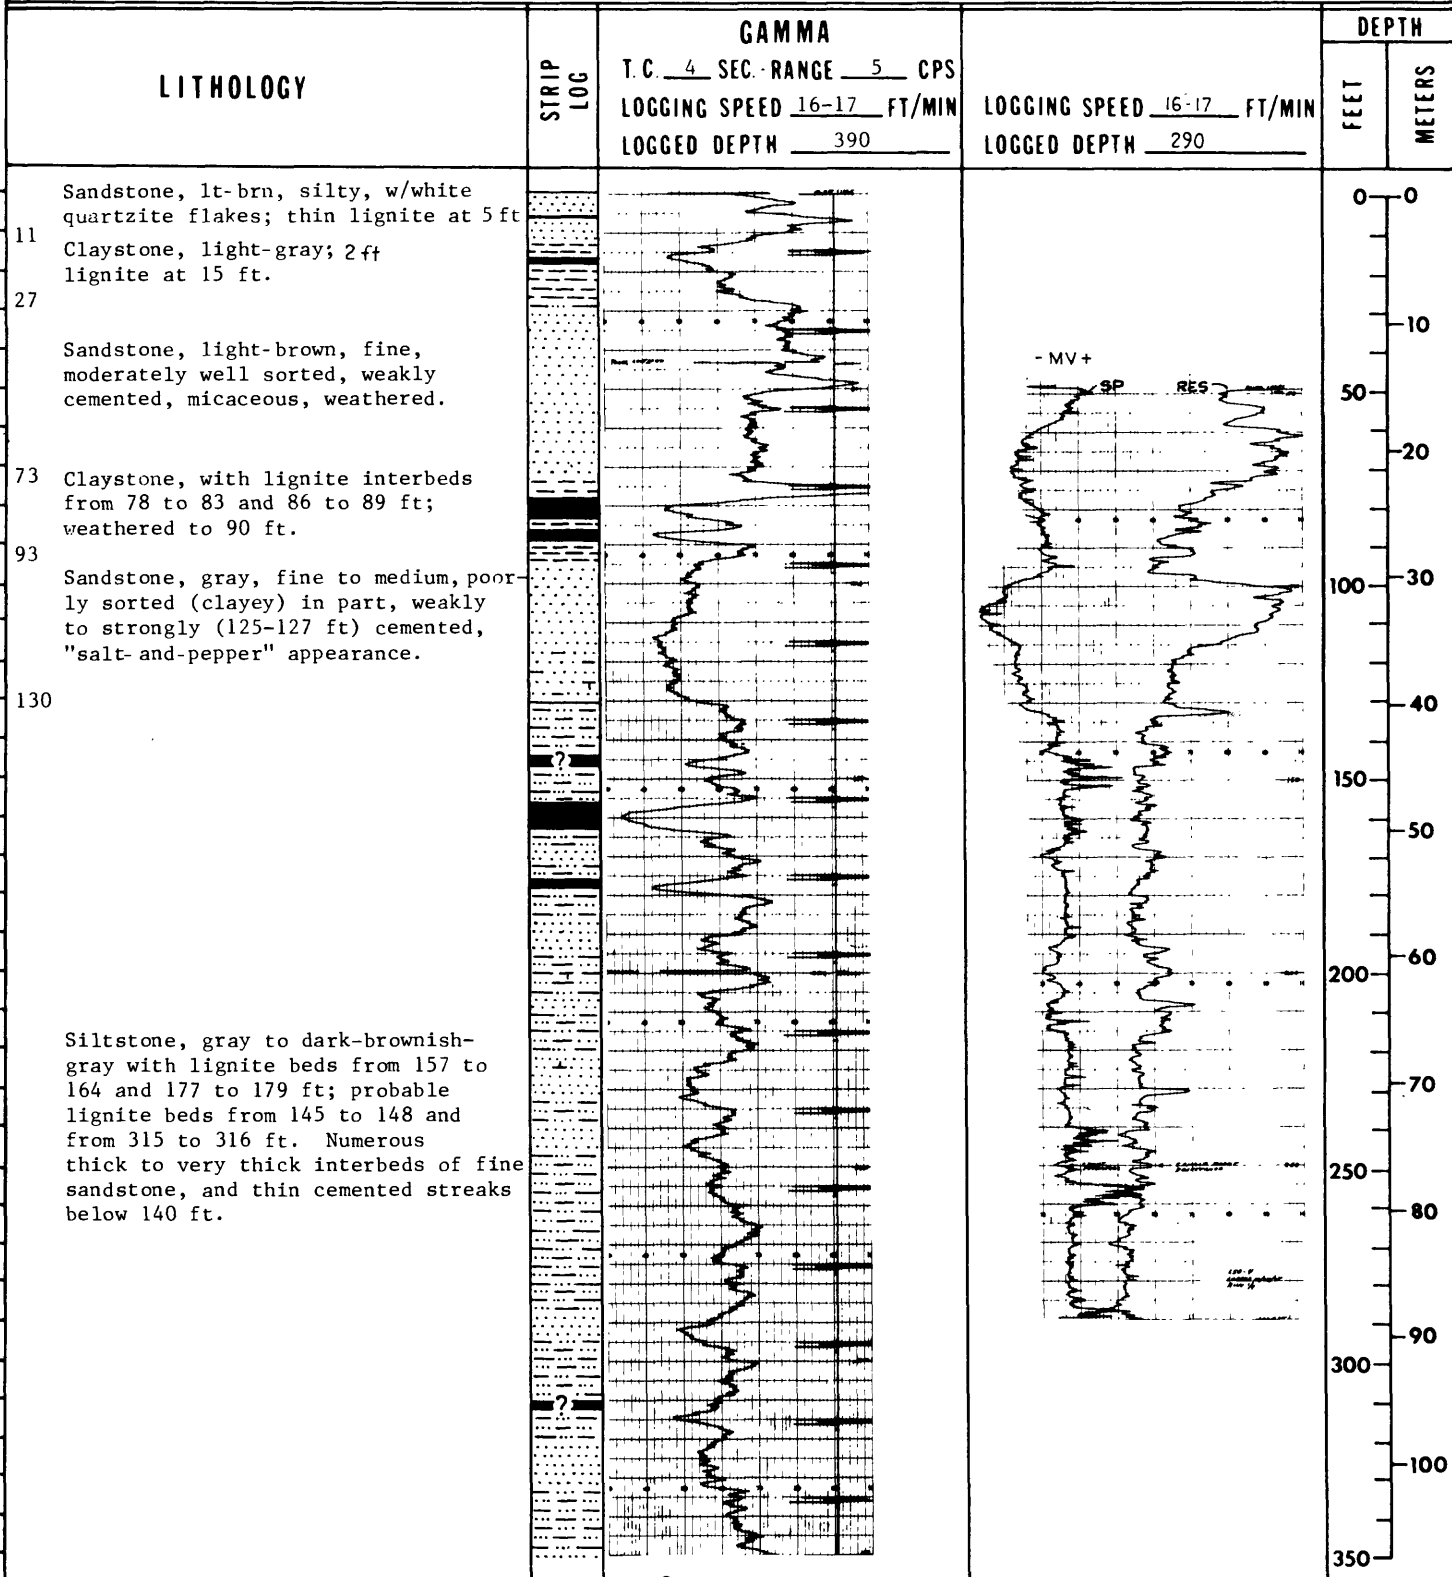 LITHOLOGY
STRIP LOG
GAMMA
T.C. 4 SEC.-RANGE 5 CPS
LOGGING SPEED 16-17 FT/MIN
LOGGED DEPTH 390
LOGGING SPEED 16-17 FT/MIN
LOGGED DEPTH 290
DEPTH
FEET
METERS
Sandstone, lt-brn, silty, w/white
quartzite flakes; thin lignite at 5 ft
11
Claystone, light-gray; 2 ft
lignite at 15 ft.
27
Sandstone, light-brown, fine,
moderately well sorted, weakly
cemented, micaceous, weathered.
73
Claystone, with lignite interbeds
from 78 to 83 and 86 to 89 ft;
weathered to 90 ft.
93
Sandstone, gray, fine to medium, poor-
ly sorted (clayey) in part, weakly
to strongly (125-127 ft) cemented,
"salt-and-pepper" appearance.
130
Siltstone, gray to dark-brownish-
gray with lignite beds from 157 to
164 and 177 to 179 ft; probable
lignite beds from 145 to 148 and
from 315 to 316 ft. Numerous
thick to very thick interbeds of fine
sandstone, and thin cemented streaks
below 140 ft.
?
?
- MV +
SP
RES
0
50
100
150
200
250
300
350
0
10
20
30
40
50
60
70
80
90
100